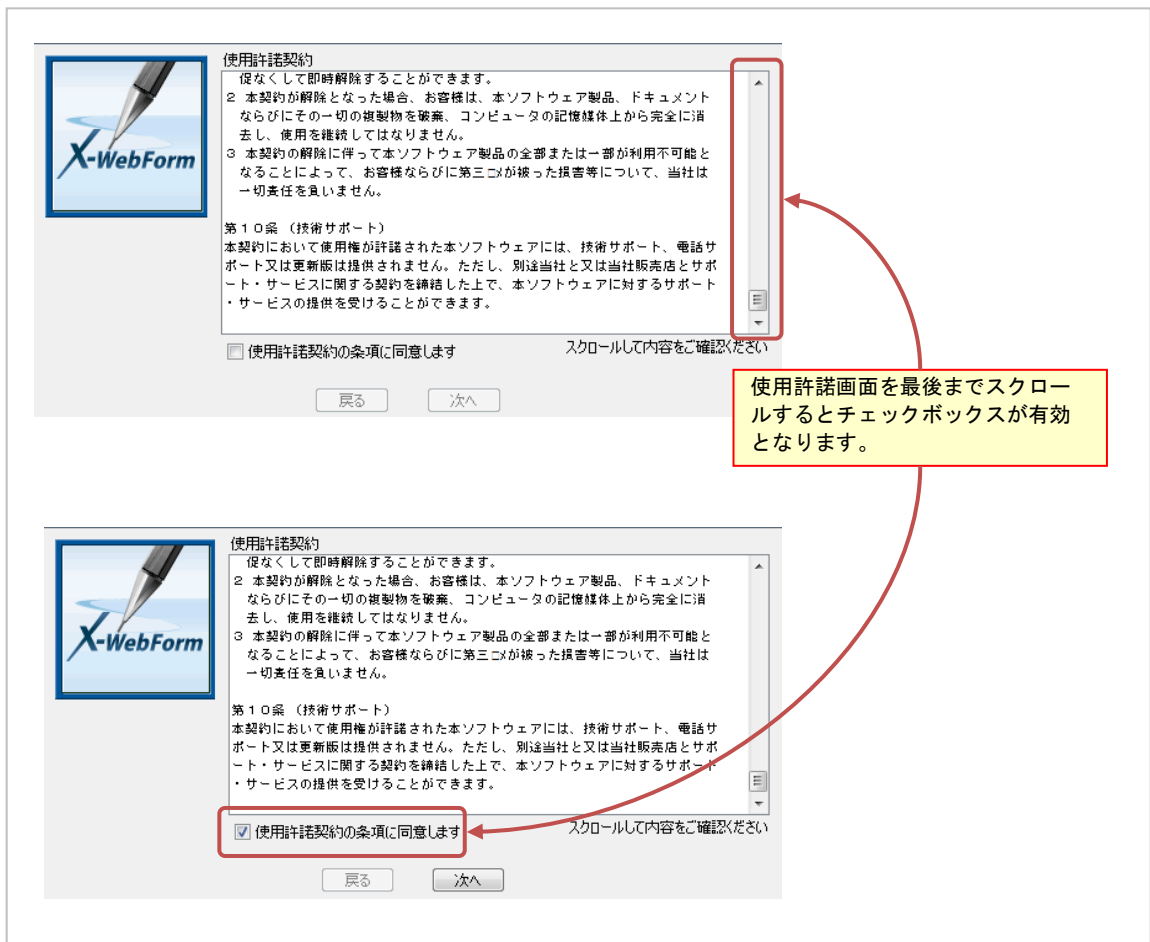 使用許諾契約
促なくして即時解除することができます。
2 本契約が解除となった場合、お客様は、本ソフトウェア製品、ドキュメント
ならびにその一切の複製物を破棄、コンピュータの記憶媒体上から完全に消
去し、使用を継続してはなりません。
3 本契約の解除に伴って本ソフトウェア製品の全部または一部が利用不可能と
なることによって、お客様ならびに第三□メが被った損害等について、当社は
一切責任を負いません。
第10条 (技術サポート)
本契約において使用権が許諾された本ソフトウェアには、技術サポート、電話サ
ポート又は更新版は提供されません。ただし、別途当社と又は当社販売店とサポ
ート・サービスに関する契約を締結した上で、本ソフトウェアに対するサポート
・サービスの提供を受けることができます。
X-WebForm
使用許諾契約の条項に同意します
スクロールして内容をご確認ください
戻る
次へ
使用許諾画面を最後までスクロー
ルするとチェックボックスが有効
となります。
使用許諾契約
促なくして即時解除することができます。
2 本契約が解除となった場合、お客様は、本ソフトウェア製品、ドキュメント
ならびにその一切の複製物を破棄、コンピュータの記憶媒体上から完全に消
去し、使用を継続してはなりません。
3 本契約の解除に伴って本ソフトウェア製品の全部または一部が利用不可能と
なることによって、お客様ならびに第三□メが被った損害等について、当社は
一切責任を負いません。
第10条 (技術サポート)
本契約において使用権が許諾された本ソフトウェアには、技術サポート、電話サ
ポート又は更新版は提供されません。ただし、別途当社と又は当社販売店とサポ
ート・サービスに関する契約を締結した上で、本ソフトウェアに対するサポート
・サービスの提供を受けることができます。
X-WebForm
使用許諾契約の条項に同意します
スクロールして内容をご確認ください
戻る
次へ